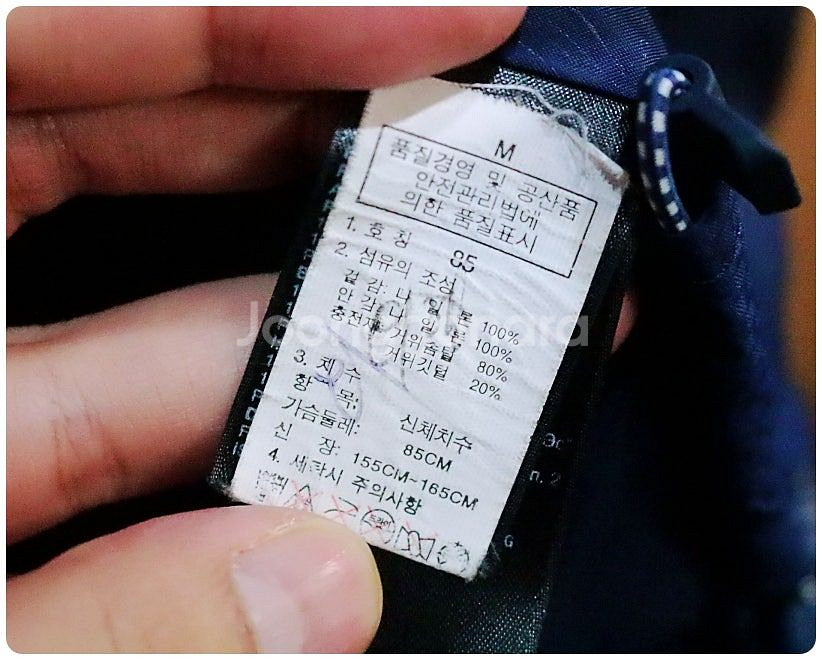 M
품질경영 및 공산품
안전관리법에
의한 품질표시
1. 호 칭 85
2. 섬유의 조성
겉 감: 나 일 론 100%
안 감: 나 일 론 100%
충전재: 거위솜털 80%
거위깃털 20%
3. 치 수
항 목: 신체치수
가슴둘레: 85CM
신 장: 155CM~165CM
4. 세탁시 주의사항
드라이
G